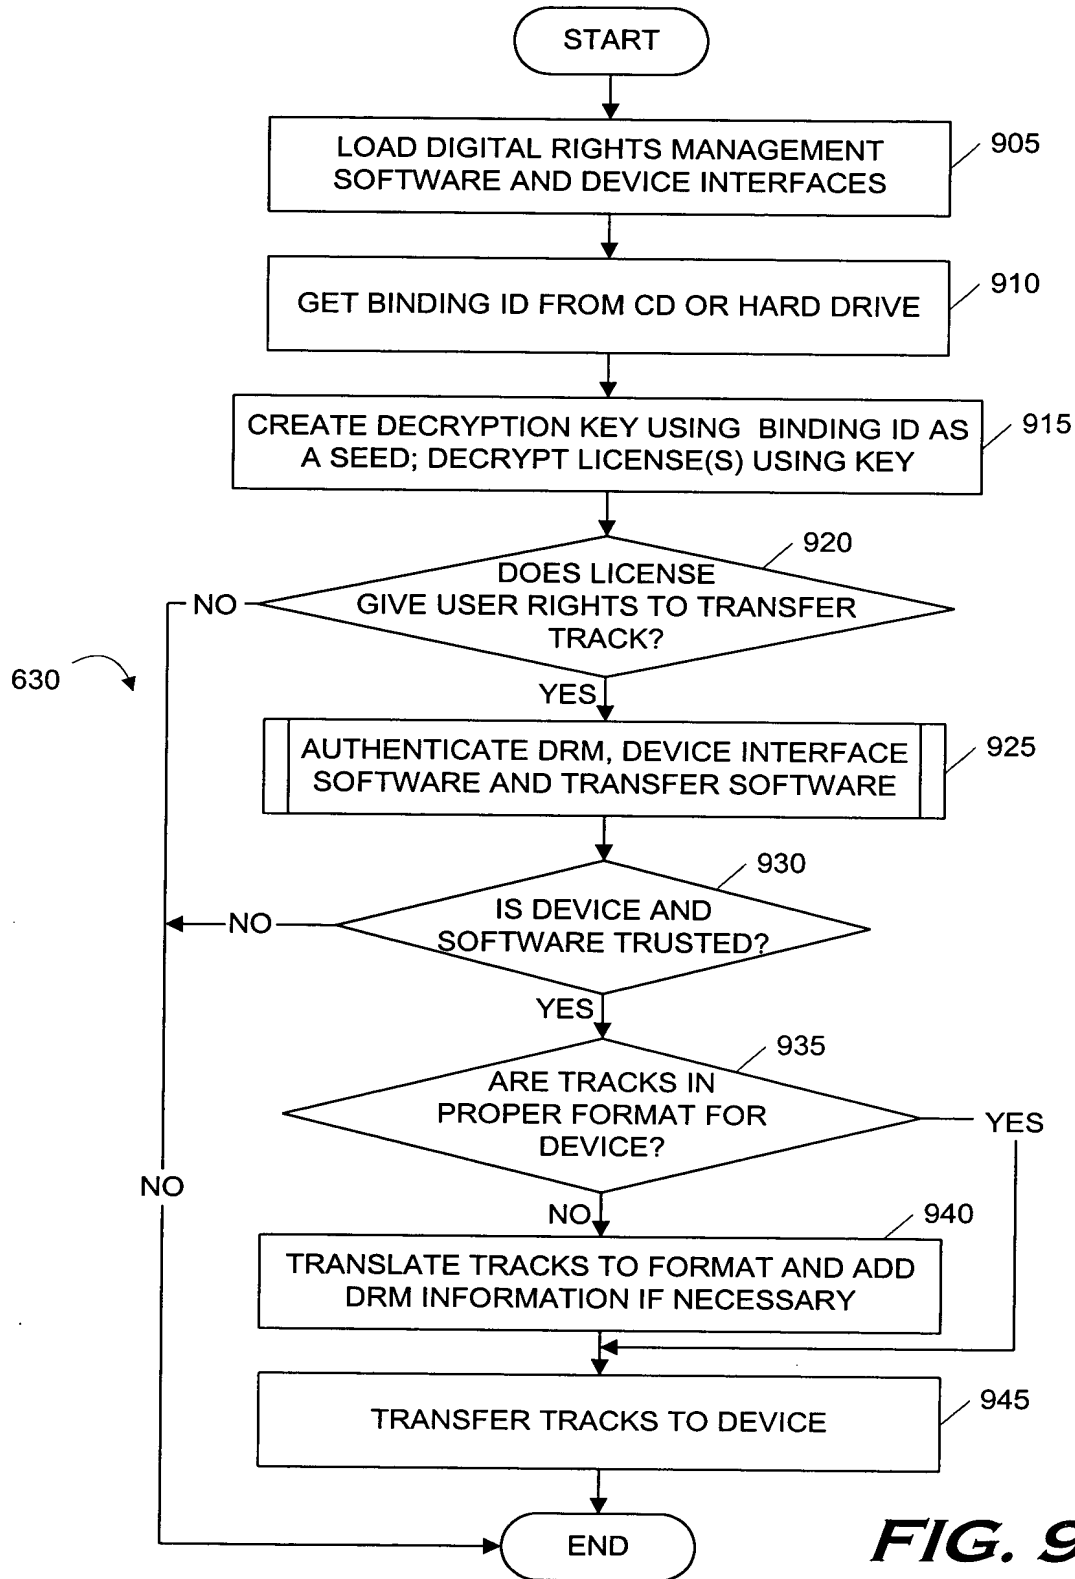 START
LOAD DIGITAL RIGHTS MANAGEMENT
SOFTWARE AND DEVICE INTERFACES
905
GET BINDING ID FROM CD OR HARD DRIVE
910
CREATE DECRYPTION KEY USING BINDING ID AS
A SEED; DECRYPT LICENSE(S) USING KEY
915
920
DOES LICENSE
GIVE USER RIGHTS TO TRANSFER
TRACK?
NO
630
YES
AUTHENTICATE DRM, DEVICE INTERFACE
SOFTWARE AND TRANSFER SOFTWARE
925
930
IS DEVICE AND
SOFTWARE TRUSTED?
NO
YES
935
ARE TRACKS IN
PROPER FORMAT FOR
DEVICE?
YES
NO
NO
940
TRANSLATE TRACKS TO FORMAT AND ADD
DRM INFORMATION IF NECESSARY
TRANSFER TRACKS TO DEVICE
945
END
FIG. 9